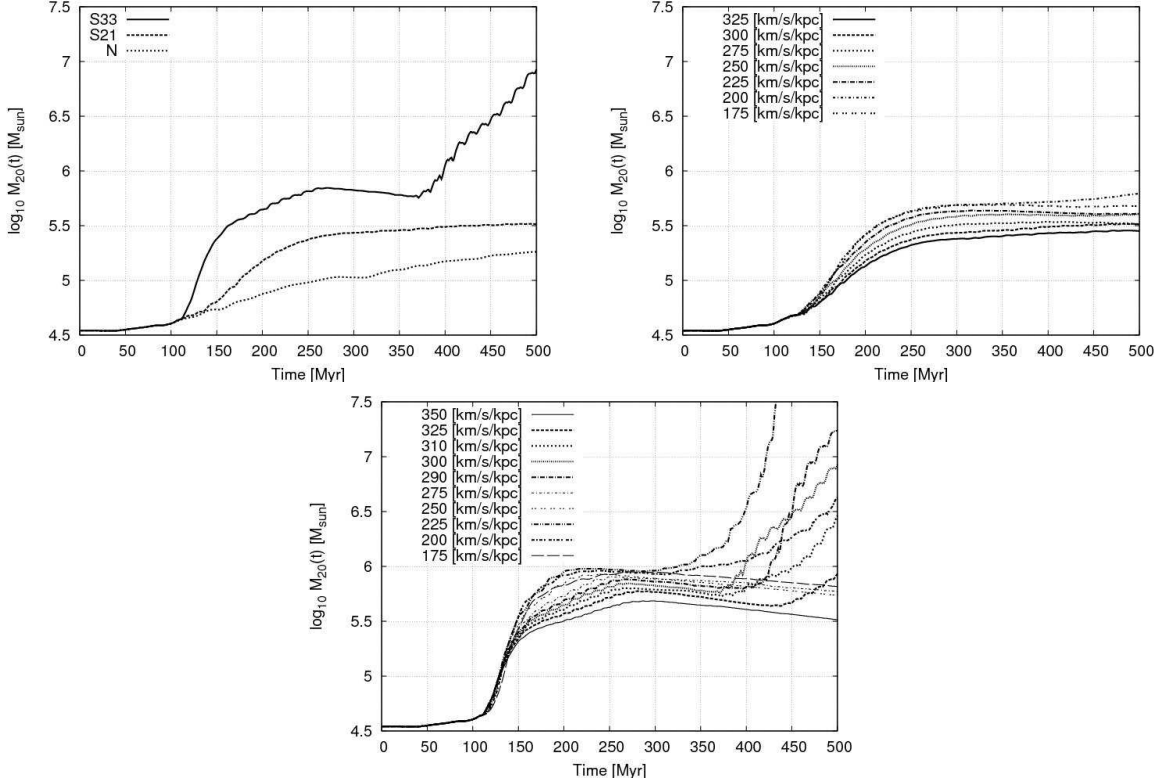 7.5
7
6.5
6
5.5
5
4.5
log10 M20(t) [Msun]
S33
S21
N
0 50 100 150 200 250 300 350 400 450 500
Time [Myr]
7.5
7
6.5
6
5.5
5
4.5
log10 M20(t) [Msun]
325 [km/s/kpc]
300 [km/s/kpc]
275 [km/s/kpc]
250 [km/s/kpc]
225 [km/s/kpc]
200 [km/s/kpc]
175 [km/s/kpc]
0 50 100 150 200 250 300 350 400 450 500
Time [Myr]
7.5
7
6.5
6
5.5
5
4.5
log10 M20(t) [Msun]
350 [km/s/kpc]
325 [km/s/kpc]
310 [km/s/kpc]
300 [km/s/kpc]
290 [km/s/kpc]
275 [km/s/kpc]
250 [km/s/kpc]
225 [km/s/kpc]
200 [km/s/kpc]
175 [km/s/kpc]
0 50 100 150 200 250 300 350 400 450 500
Time [Myr]